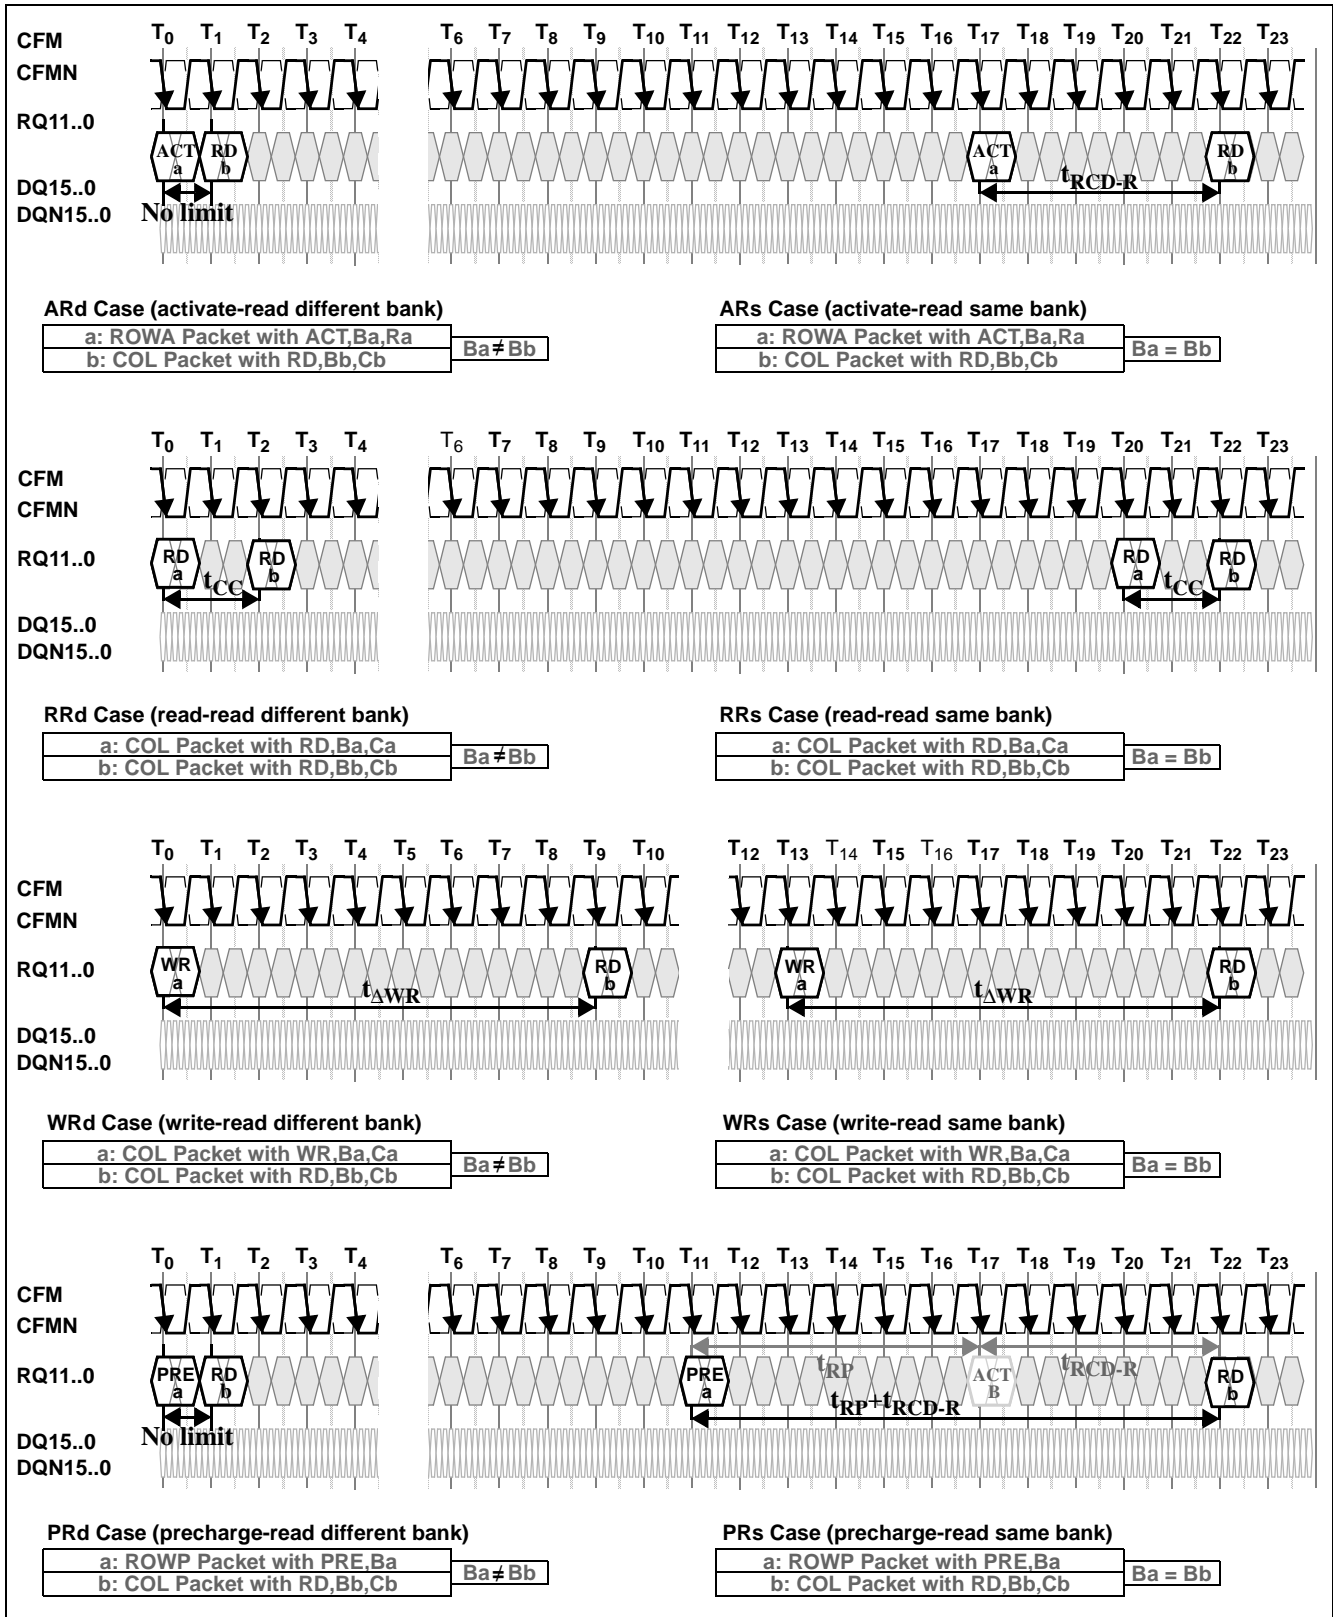 T0 T1 T2 T3 T4 T6 T7 T8 T9 T10 T11 T12 T13 T14 T15 T16 T17 T18 T19 T20 T21 T22 T23
CFM
CFMN
RQ11..0
ACT a RD b ACT a RD b
tRCD-R
DQ15..0
DQN15..0
No limit
ARd Case (activate-read different bank) ARs Case (activate-read same bank)
a: ROWA Packet with ACT,Ba,Ra a: ROWA Packet with ACT,Ba,Ra
Ba≠Bb Ba = Bb
b: COL Packet with RD,Bb,Cb b: COL Packet with RD,Bb,Cb
T0 T1 T2 T3 T4 T6 T7 T8 T9 T10 T11 T12 T13 T14 T15 T16 T17 T18 T19 T20 T21 T22 T23
CFM
CFMN
RQ11..0
RD a RD b RD a RD b
tCC tCC
DQ15..0
DQN15..0
RRd Case (read-read different bank) RRs Case (read-read same bank)
a: COL Packet with RD,Ba,Ca a: COL Packet with RD,Ba,Ca
Ba≠Bb Ba = Bb
b: COL Packet with RD,Bb,Cb b: COL Packet with RD,Bb,Cb
T0 T1 T2 T3 T4 T5 T6 T7 T8 T9 T10 T12 T13 T14 T15 T16 T17 T18 T19 T20 T21 T22 T23
CFM
CFMN
RQ11..0
WR a RD b WR a RD b
tΔWR tΔWR
DQ15..0
DQN15..0
WRd Case (write-read different bank) WRs Case (write-read same bank)
a: COL Packet with WR,Ba,Ca a: COL Packet with WR,Ba,Ca
Ba≠Bb Ba = Bb
b: COL Packet with RD,Bb,Cb b: COL Packet with RD,Bb,Cb
T0 T1 T2 T3 T4 T6 T7 T8 T9 T10 T11 T12 T13 T14 T15 T16 T17 T18 T19 T20 T21 T22 T23
CFM
CFMN
tRP tRCD-R
RQ11..0
PRE a RD b PRE a ACT B RD b
tRP+tRCD-R
No limit
DQ15..0
DQN15..0
PRd Case (precharge-read different bank) PRs Case (precharge-read same bank)
a: ROWP Packet with PRE,Ba a: ROWP Packet with PRE,Ba
Ba≠Bb Ba = Bb
b: COL Packet with RD,Bb,Cb b: COL Packet with RD,Bb,Cb